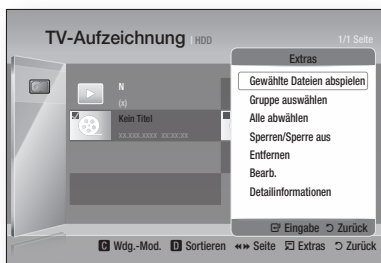 TV-Aufzeichnung HDD 1/1 Seite
Extras
Gewählte Dateien abspielen
Gruppe auswählen
Alle abwählen
Sperren/Sperre aus
Entfernen
Bearb.
Detailinformationen
Eingabe Zurück
N
(x)
Kein Titel
xx.xxx.xxxx xx:xx:xx
C Wdg.-Mod. D Sortieren Seite Extras Zurück